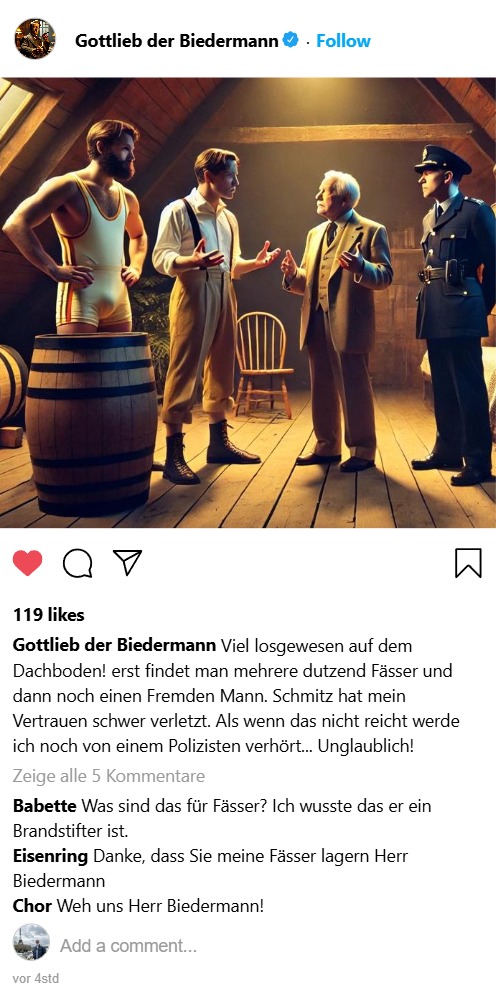 Gottlieb der Biedermann · Follow
119 likes
Gottlieb der Biedermann Viel losgewesen auf dem
Dachboden! erst findet man mehrere dutzend Fässer und
dann noch einen Fremden Mann. Schmitz hat mein
Vertrauen schwer verletzt. Als wenn das nicht reicht werde
ich noch von einem Polizisten verhört... Unglaublich!
Zeige alle 5 Kommentare
Babette Was sind das für Fässer? Ich wusste das er ein
Brandstifter ist.
Eisenring Danke, dass Sie meine Fässer lagern Herr
Biedermann
Chor Weh uns Herr Biedermann!
Add a comment...
vor 4std